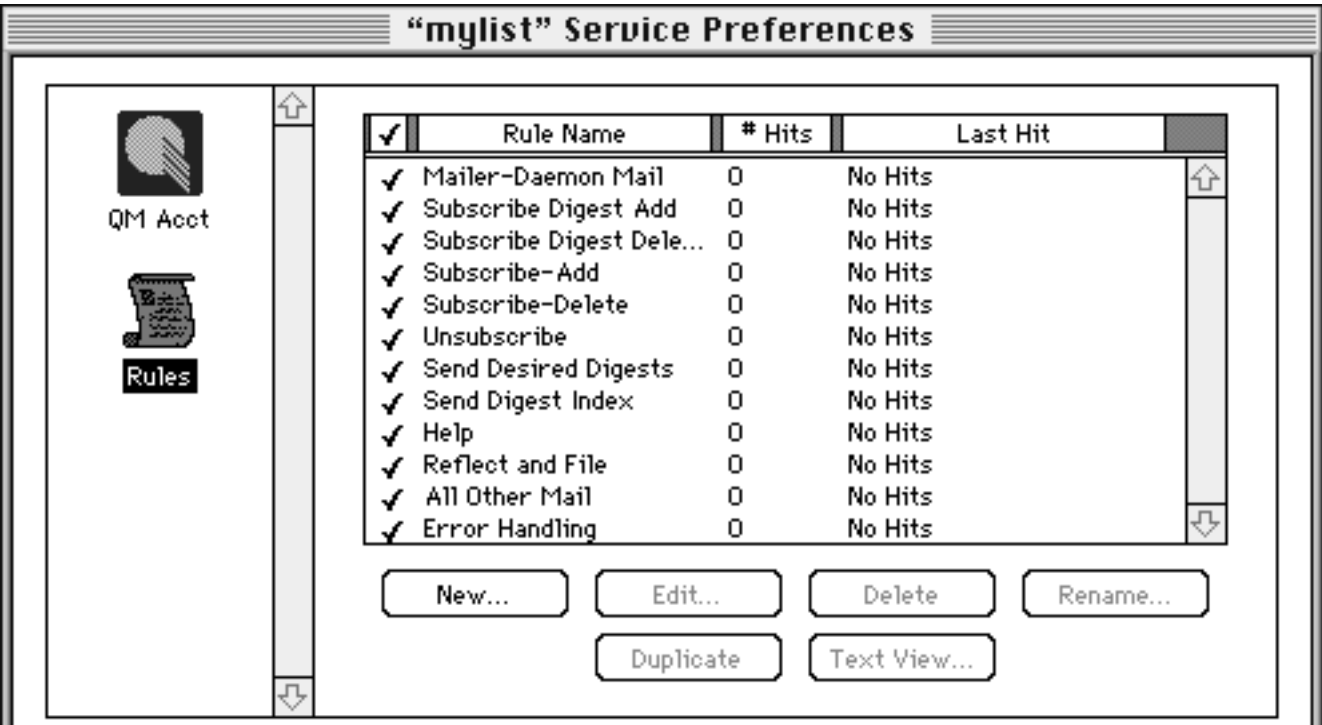 “mylist” Service Preferences
QM Acct
Rules
✓ Rule Name # Hits Last Hit
✓ Mailer-Daemon Mail 0 No Hits
✓ Subscribe Digest Add 0 No Hits
✓ Subscribe Digest Dele... 0 No Hits
✓ Subscribe-Add 0 No Hits
✓ Subscribe-Delete 0 No Hits
✓ Unsubscribe 0 No Hits
✓ Send Desired Digests 0 No Hits
✓ Send Digest Index 0 No Hits
✓ Help 0 No Hits
✓ Reflect and File 0 No Hits
✓ All Other Mail 0 No Hits
✓ Error Handling 0 No Hits
New... Edit... Delete Rename...
Duplicate Text View...